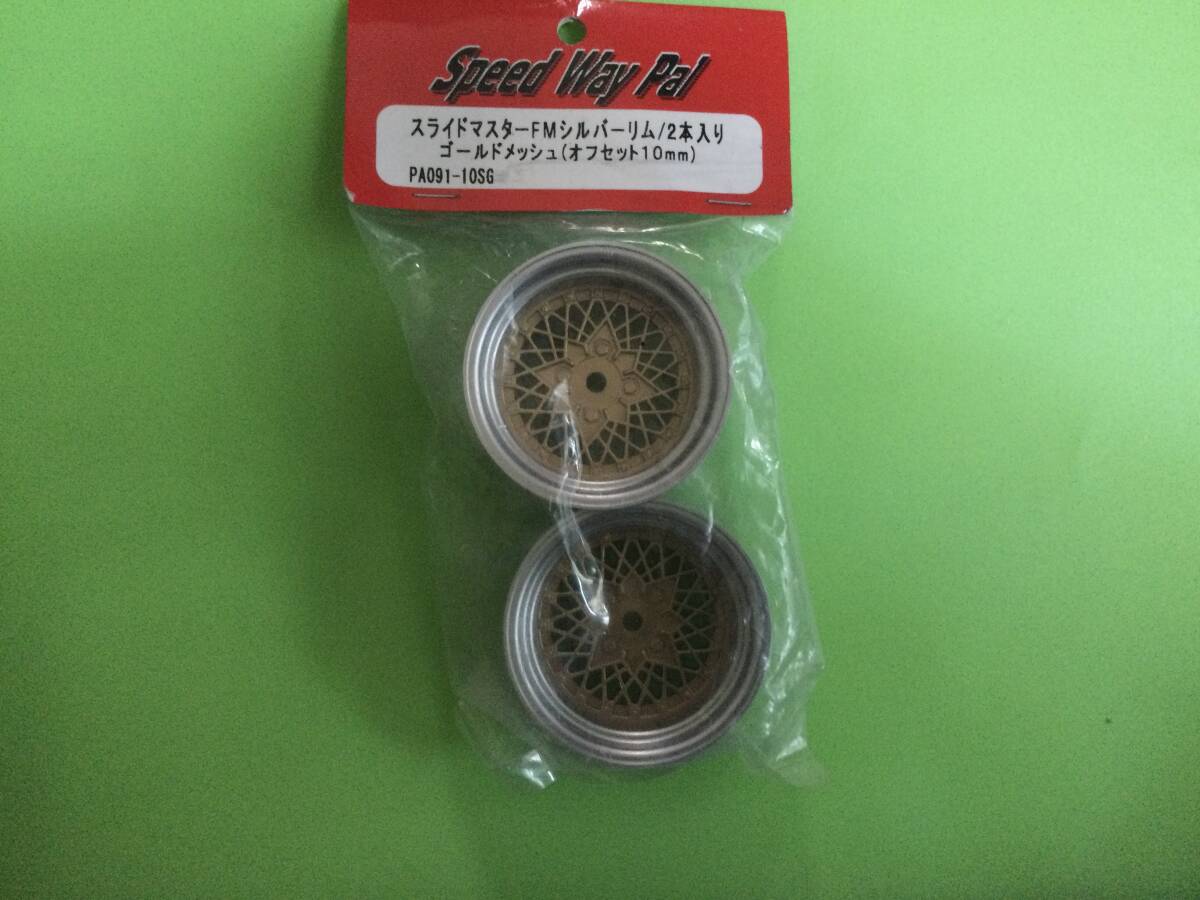 Speed Way Pal
スライドマスターFMシルバーリム/2本入り
ゴールドメッシュ(オフセット10mm)
PA091-10SG